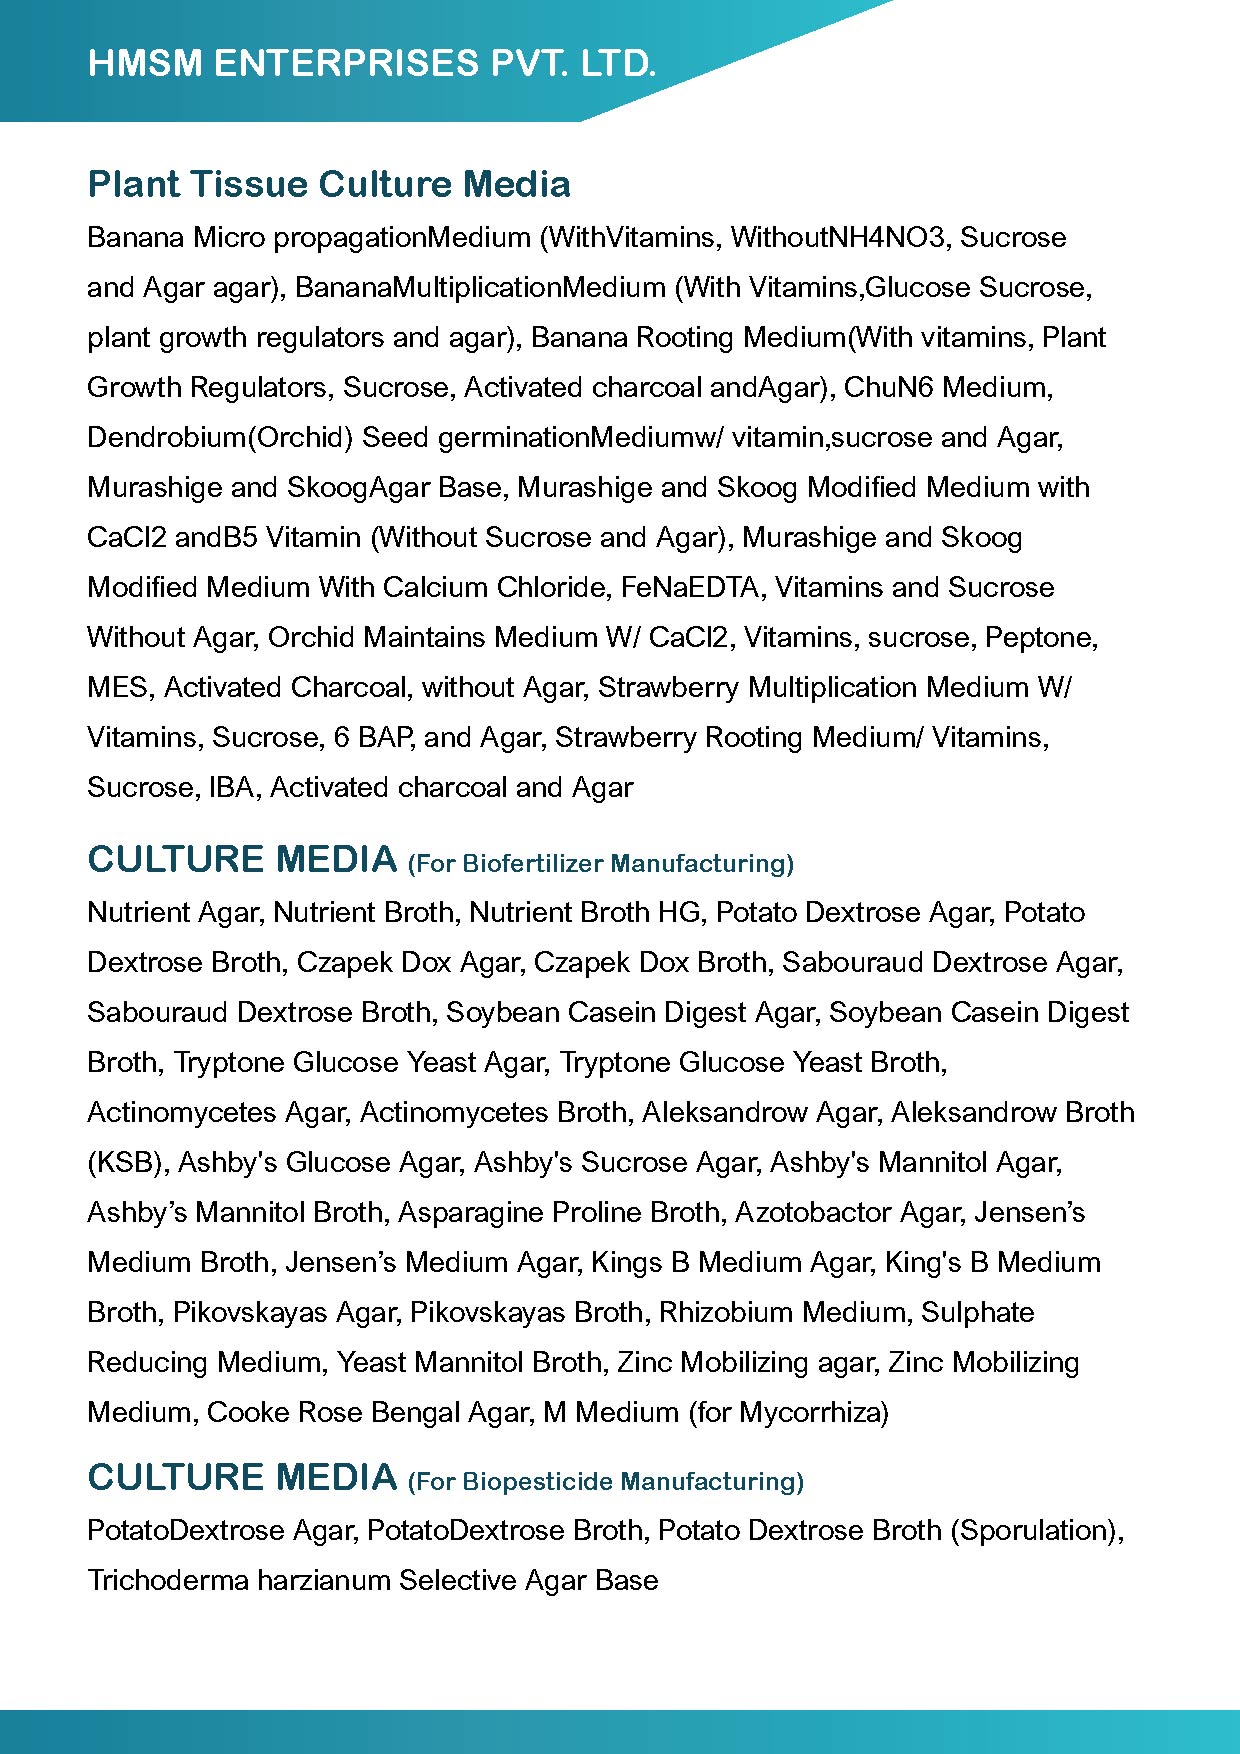 HMSM ENTERPRISES PVT. LTD.
Plant Tissue Culture Media
Banana Micro propagationMedium (WithVitamins, WithoutNH4NO3, Sucrose
and Agar agar), BananaMultiplicationMedium (With Vitamins,Glucose Sucrose,
plant growth regulators and agar), Banana Rooting Medium(With vitamins, Plant
Growth Regulators, Sucrose, Activated charcoal andAgar), ChuN6 Medium,
Dendrobium(Orchid) Seed germinationMediumw/ vitamin,sucrose and Agar,
Murashige and SkoogAgar Base, Murashige and Skoog Modified Medium with
CaCl2 andB5 Vitamin (Without Sucrose and Agar), Murashige and Skoog
Modified Medium With Calcium Chloride, FeNaEDTA, Vitamins and Sucrose
Without Agar, Orchid Maintains Medium W/ CaCl2, Vitamins, sucrose, Peptone,
MES, Activated Charcoal, without Agar, Strawberry Multiplication Medium W/
Vitamins, Sucrose, 6 BAP, and Agar, Strawberry Rooting Medium/ Vitamins,
Sucrose, IBA, Activated charcoal and Agar
CULTURE MEDIA (For Biofertilizer Manufacturing)
Nutrient Agar, Nutrient Broth, Nutrient Broth HG, Potato Dextrose Agar, Potato
Dextrose Broth, Czapek Dox Agar, Czapek Dox Broth, Sabouraud Dextrose Agar,
Sabouraud Dextrose Broth, Soybean Casein Digest Agar, Soybean Casein Digest
Broth, Tryptone Glucose Yeast Agar, Tryptone Glucose Yeast Broth,
Actinomycetes Agar, Actinomycetes Broth, Aleksandrow Agar, Aleksandrow Broth
(KSB), Ashby's Glucose Agar, Ashby's Sucrose Agar, Ashby's Mannitol Agar,
Ashby’s Mannitol Broth, Asparagine Proline Broth, Azotobactor Agar, Jensen’s
Medium Broth, Jensen’s Medium Agar, Kings B Medium Agar, King's B Medium
Broth, Pikovskayas Agar, Pikovskayas Broth, Rhizobium Medium, Sulphate
Reducing Medium, Yeast Mannitol Broth, Zinc Mobilizing agar, Zinc Mobilizing
Medium, Cooke Rose Bengal Agar, M Medium (for Mycorrhiza)
CULTURE MEDIA (For Biopesticide Manufacturing)
PotatoDextrose Agar, PotatoDextrose Broth, Potato Dextrose Broth (Sporulation),
Trichoderma harzianum Selective Agar Base